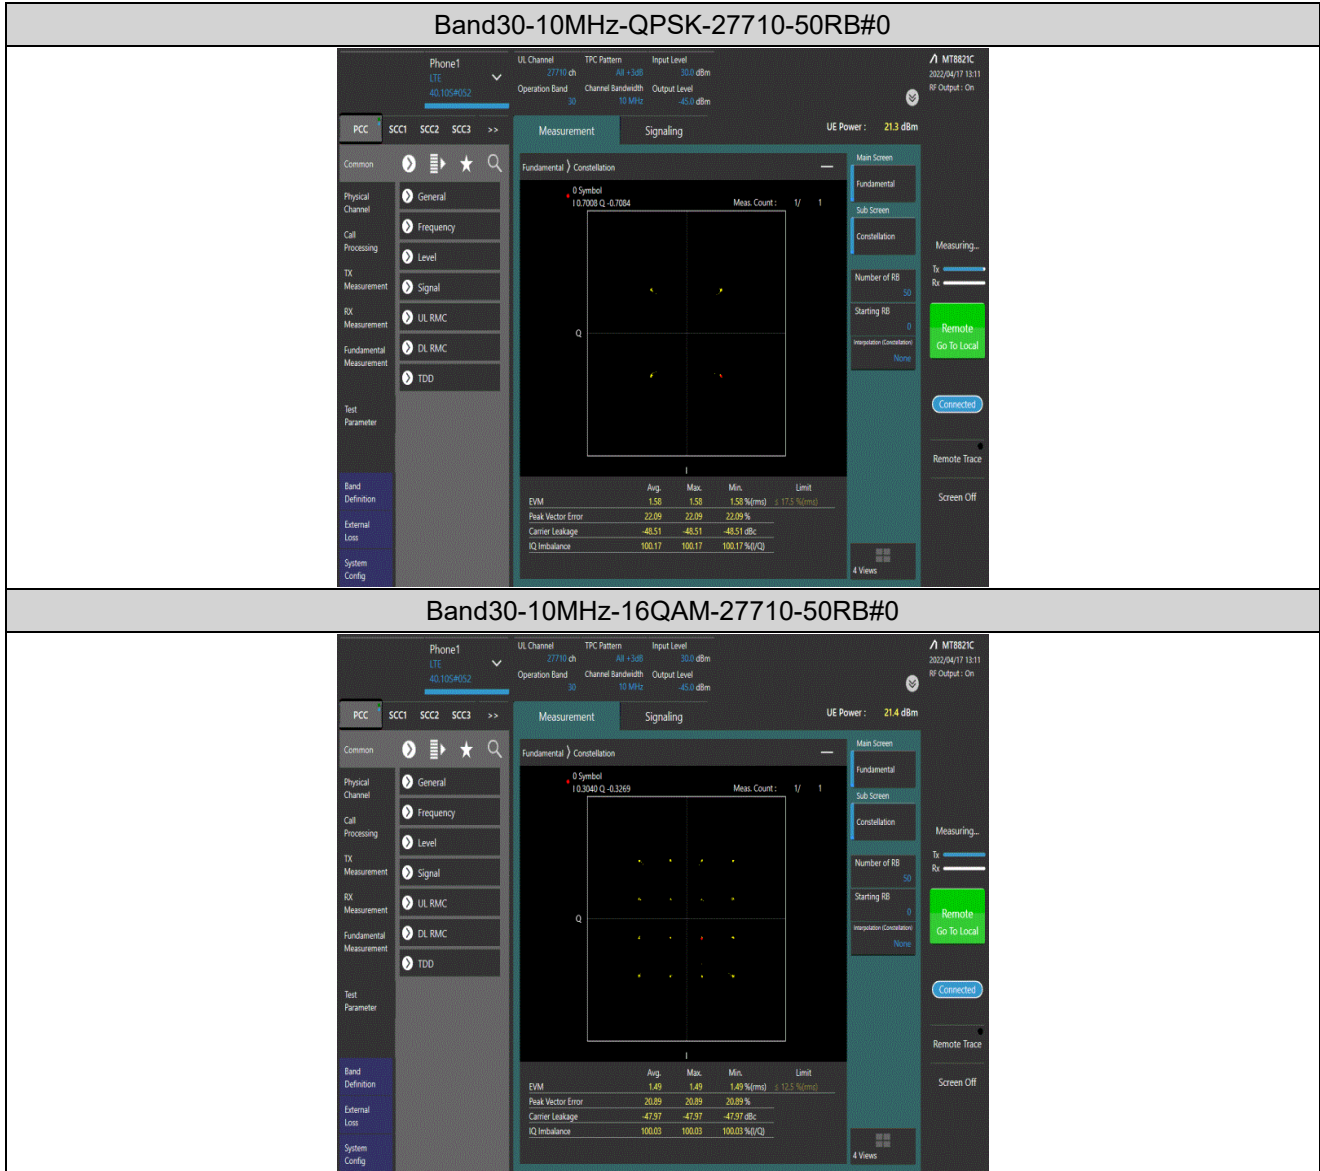 Band30-10MHz-QPSK-27710-50RB#0
Phone1
LTE
40.10S#052
UL Channel TPC Pattern Input Level
27710 ch All +3dB 30.0 dBm
Operation Band Channel Bandwidth Output Level
30 10 MHz -45.0 dBm
MT8821C
2022/04/17 13:11
RF Output : On
PCC SCC1 SCC2 SCC3 >>
Measurement Signaling
UE Power : 21.3 dBm
Common
Physical Channel
Call Processing
TX Measurement
RX Measurement
Fundamental Measurement
Test Parameter
Band Definition
External Loss
System Config
General
Frequency
Level
Signal
UL RMC
DL RMC
TDD
Fundamental 〉 Constellation
0 Symbol
I 0.7008 Q -0.7084 Meas. Count : 1/ 1
Q
I
Avg. Max. Min. Limit
EVM 1.58 1.58 1.58 %(rms) ≤ 17.5 %(rms)
Peak Vector Error 22.09 22.09 22.09 %
Carrier Leakage -48.51 -48.51 -48.51 dBc
IQ Imbalance 100.17 100.17 100.17 %(I/Q)
Main Screen
Fundamental
Sub Screen
Constellation
Number of RB
50
Starting RB
0
Interpolation (Constellation)
None
4 Views
Measuring...
Tx
Rx
Remote
Go To Local
Connected
Remote Trace
Screen Off
Band30-10MHz-16QAM-27710-50RB#0
Phone1
LTE
40.10S#052
UL Channel TPC Pattern Input Level
27710 ch All +3dB 30.0 dBm
Operation Band Channel Bandwidth Output Level
30 10 MHz -45.0 dBm
MT8821C
2022/04/17 13:11
RF Output : On
PCC SCC1 SCC2 SCC3 >>
Measurement Signaling
UE Power : 21.4 dBm
Common
Physical Channel
Call Processing
TX Measurement
RX Measurement
Fundamental Measurement
Test Parameter
Band Definition
External Loss
System Config
General
Frequency
Level
Signal
UL RMC
DL RMC
TDD
Fundamental 〉 Constellation
0 Symbol
I 0.3040 Q -0.3269 Meas. Count : 1/ 1
Q
I
Avg. Max. Min. Limit
EVM 1.49 1.49 1.49 %(rms) ≤ 12.5 %(rms)
Peak Vector Error 20.89 20.89 20.89 %
Carrier Leakage -47.97 -47.97 -47.97 dBc
IQ Imbalance 100.03 100.03 100.03 %(I/Q)
Main Screen
Fundamental
Sub Screen
Constellation
Number of RB
50
Starting RB
0
Interpolation (Constellation)
None
4 Views
Measuring...
Tx
Rx
Remote
Go To Local
Connected
Remote Trace
Screen Off